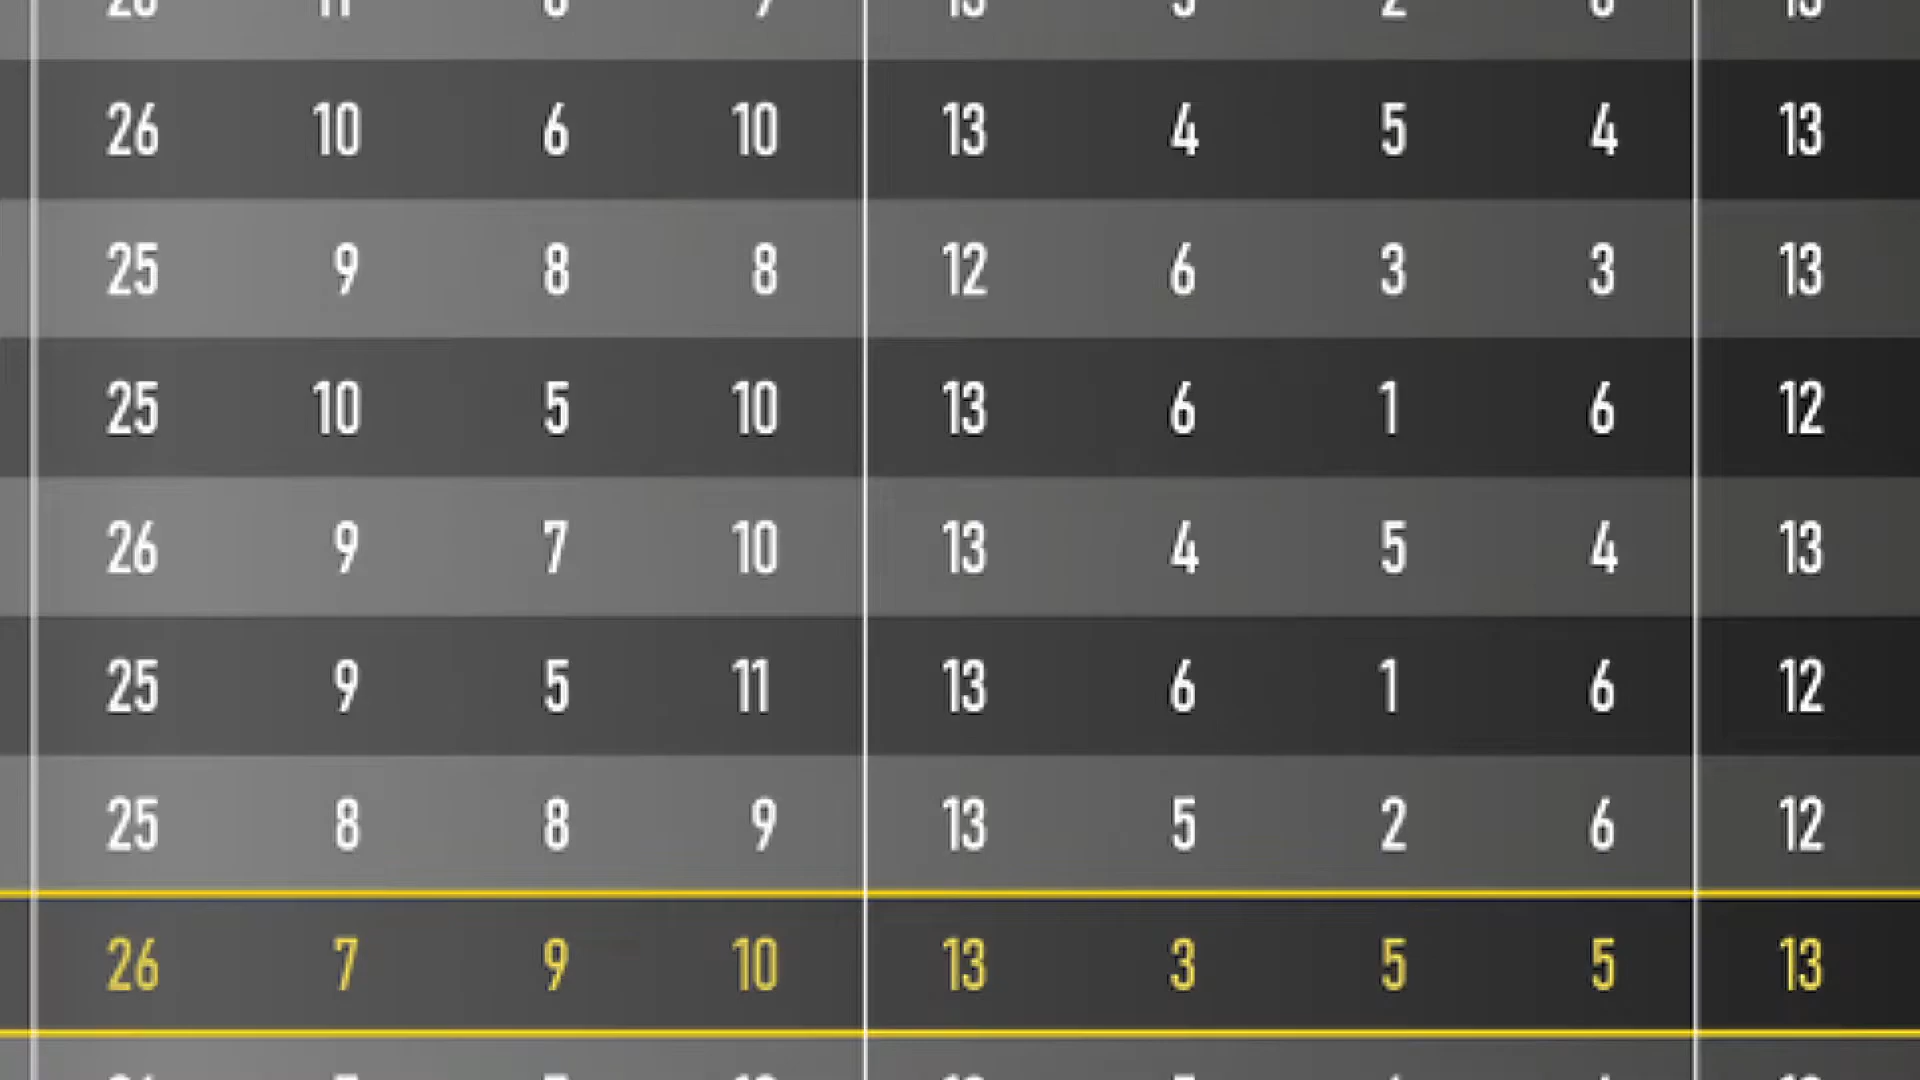 26 10 6 10 13 4 5 4 13
25 9 8 8 12 6 3 3 13
25 10 5 10 13 6 1 6 12
26 9 7 10 13 4 5 4 13
25 9 5 11 13 6 1 6 12
25 8 8 9 13 5 2 6 12
26 7 9 10 13 3 5 5 13